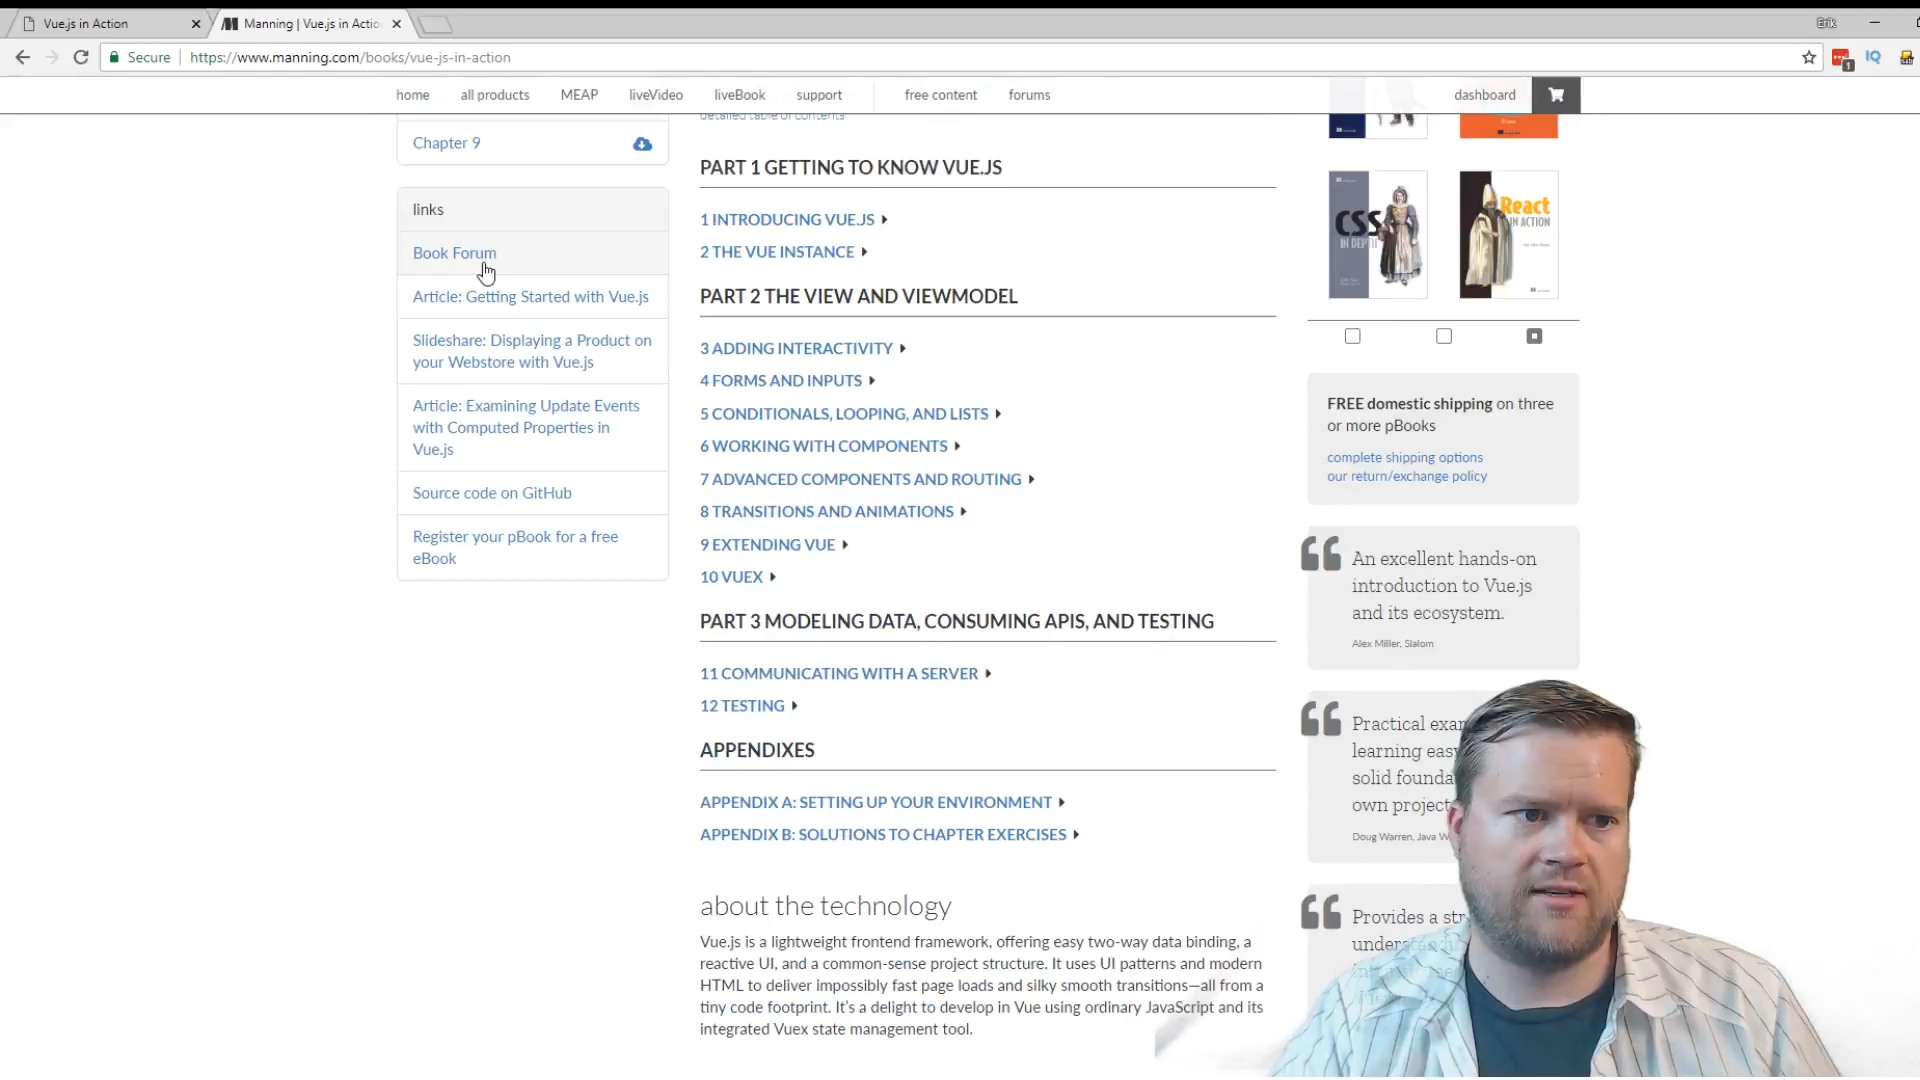 Vue.js in Action
Manning | Vue.js in Actio
Erik
Secure
https://www.manning.com/books/vue-js-in-action
1
IQ
home
all products
MEAP
liveVideo
liveBook
support
free content
forums
dashboard
Chapter 9
links
Book Forum
Article: Getting Started with Vue.js
Slideshare: Displaying a Product on
your Webstore with Vue.js
Article: Examining Update Events
with Computed Properties in
Vue.js
Source code on GitHub
Register your pBook for a free
eBook
detailed table of contents
PART 1 GETTING TO KNOW VUE.JS
1 INTRODUCING VUE.JS
2 THE VUE INSTANCE
PART 2 THE VIEW AND VIEWMODEL
3 ADDING INTERACTIVITY
4 FORMS AND INPUTS
5 CONDITIONALS, LOOPING, AND LISTS
6 WORKING WITH COMPONENTS
7 ADVANCED COMPONENTS AND ROUTING
8 TRANSITIONS AND ANIMATIONS
9 EXTENDING VUE
10 VUEX
PART 3 MODELING DATA, CONSUMING APIS, AND TESTING
11 COMMUNICATING WITH A SERVER
12 TESTING
APPENDIXES
APPENDIX A: SETTING UP YOUR ENVIRONMENT
APPENDIX B: SOLUTIONS TO CHAPTER EXERCISES
about the technology
Vue.js is a lightweight frontend framework, offering easy two-way data binding, a
reactive UI, and a common-sense project structure. It uses UI patterns and modern
HTML to deliver impossibly fast page loads and silky smooth transitions—all from a
tiny code footprint. It's a delight to develop in Vue using ordinary JavaScript and its
integrated Vuex state management tool.
CSS
IN DEPTH
React
IN ACTION
FREE domestic shipping on three
or more pBooks
complete shipping options
our return/exchange policy
An excellent hands-on
introduction to Vue.js
and its ecosystem.
Alex Miller, Slalom
Practical exa
learning eas
solid founda
own project
Doug Warren, Java W
Provides a str